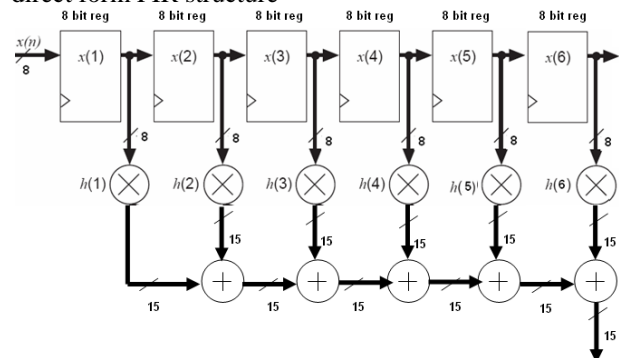 direct form FIR structure
8 bit reg 8 bit reg 8 bit reg 8 bit reg 8 bit reg 8 bit reg
x(n) x(1) x(2) x(3) x(4) x(5) x(6)
8
8 8 8 8 8 8
h(1) h(2) h(3) h(4) h(5) h(6)
15 15 15 15 15
15 15 15 15 15
15